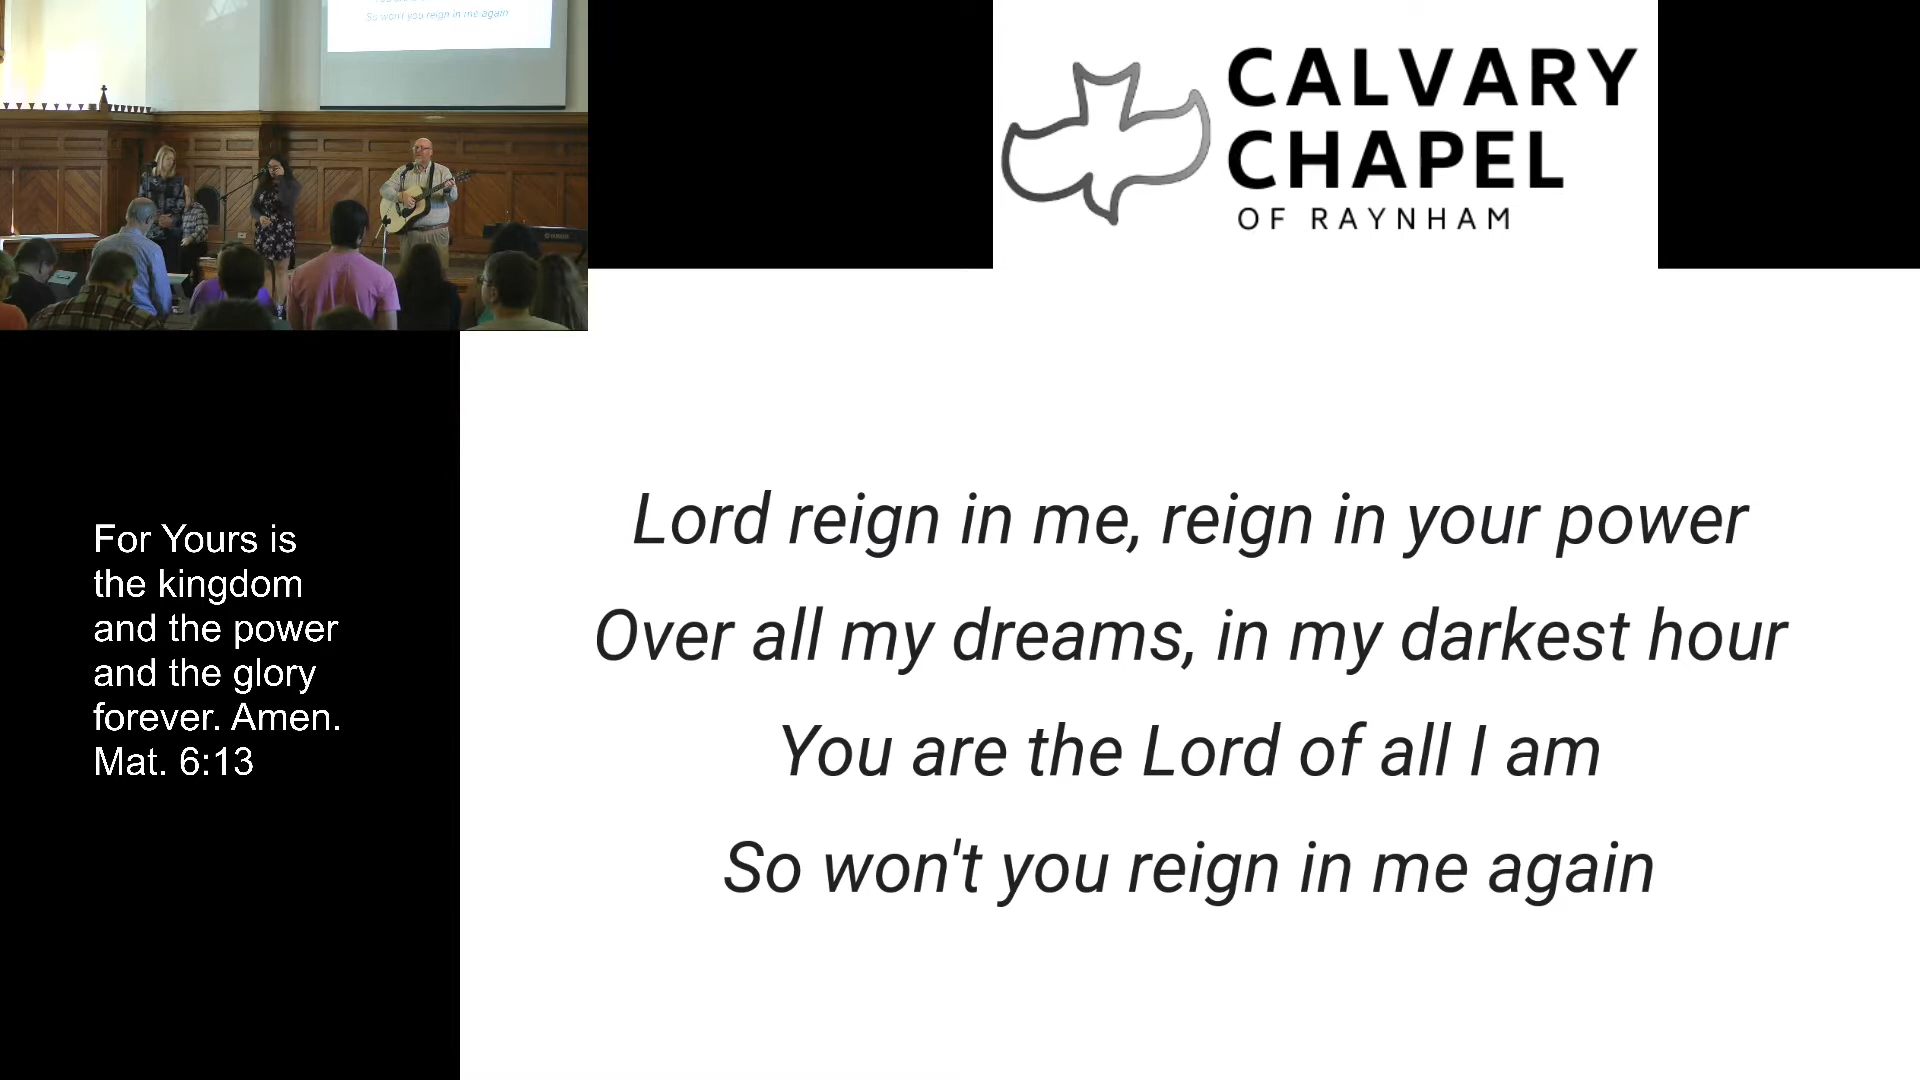 So won't you reign in me again
CALVARY
CHAPEL
OF RAYNHAM
For Yours is
the kingdom
and the power
and the glory
forever. Amen.
Mat. 6:13
Lord reign in me, reign in your power
Over all my dreams, in my darkest hour
You are the Lord of all I am
So won't you reign in me again